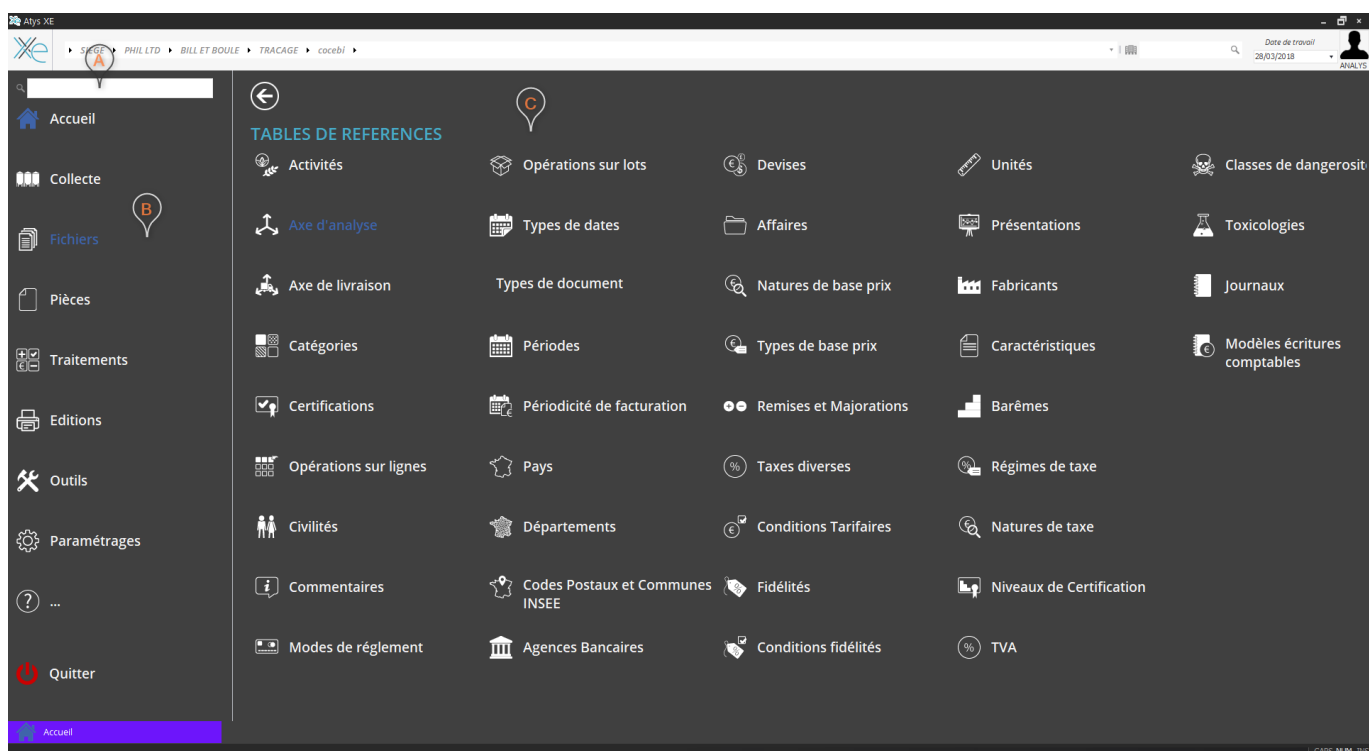 Atys XE
Xe SIEGE PHIL LTD BILL ET BOULE TRACAGE cocebi
Date de travail
28/03/2018
ANALYS
A
B
C
Accueil
Collecte
Fichiers
Pièces
Traitements
Editions
Outils
Paramétrages
...
Quitter
Accueil
TABLES DE REFERENCES
Activités
Axe d'analyse
Axe de livraison
Catégories
Certifications
Opérations sur lignes
Civilités
Commentaires
Modes de réglement
Opérations sur lots
Types de dates
Types de document
Périodes
Périodicité de facturation
Pays
Départements
Codes Postaux et Communes
INSEE
Agences Bancaires
Devises
Affaires
Natures de base prix
Types de base prix
Remises et Majorations
Taxes diverses
Conditions Tarifaires
Fidélités
Conditions fidélités
Unités
Présentations
Fabricants
Caractéristiques
Barêmes
Régimes de taxe
Natures de taxe
Niveaux de Certification
TVA
Classes de dangerosit
Toxicologies
Journaux
Modèles écritures
comptables
CAPS NUM INS